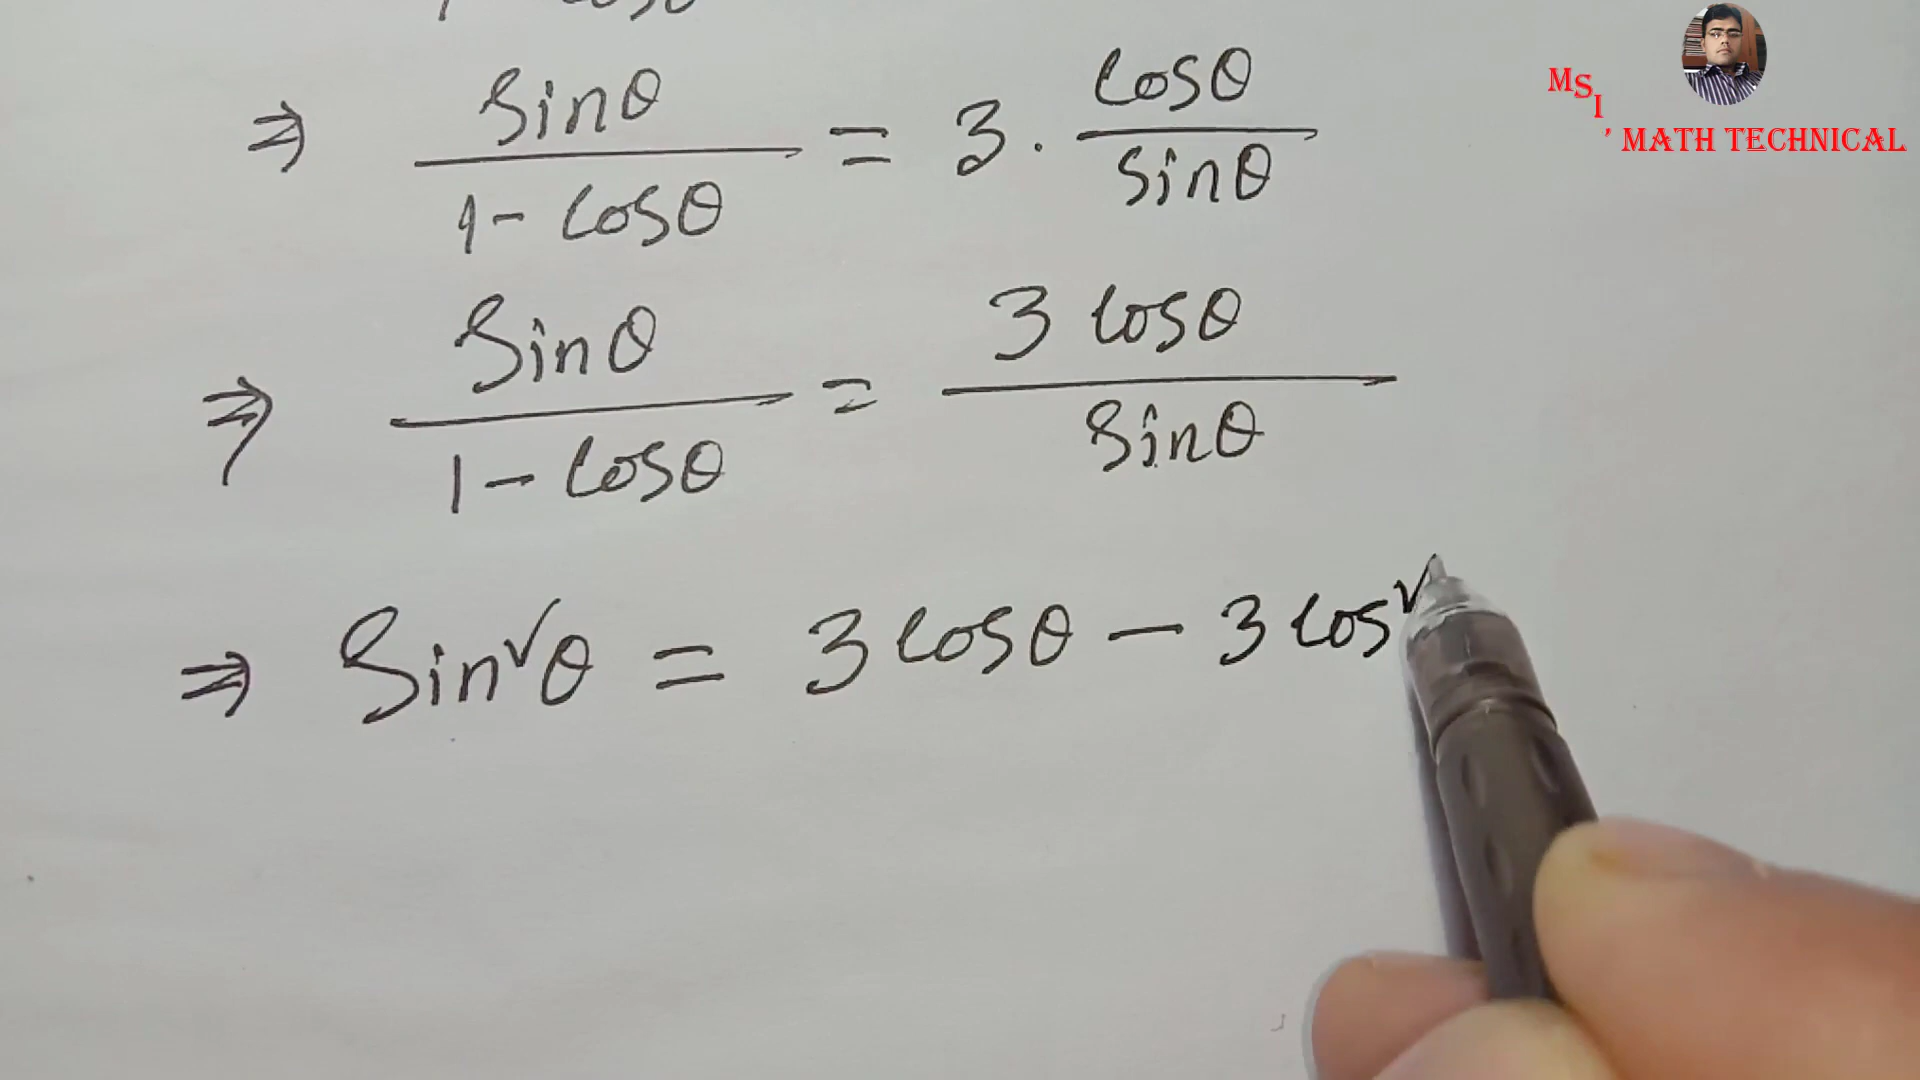 ⇒ sinθ / 1 - cosθ = 3 . cosθ / sinθ
⇒ sinθ / 1 - cosθ = 3 cosθ / sinθ
⇒ sin²θ = 3 cosθ - 3 cos²
MSI' MATH TECHNICAL